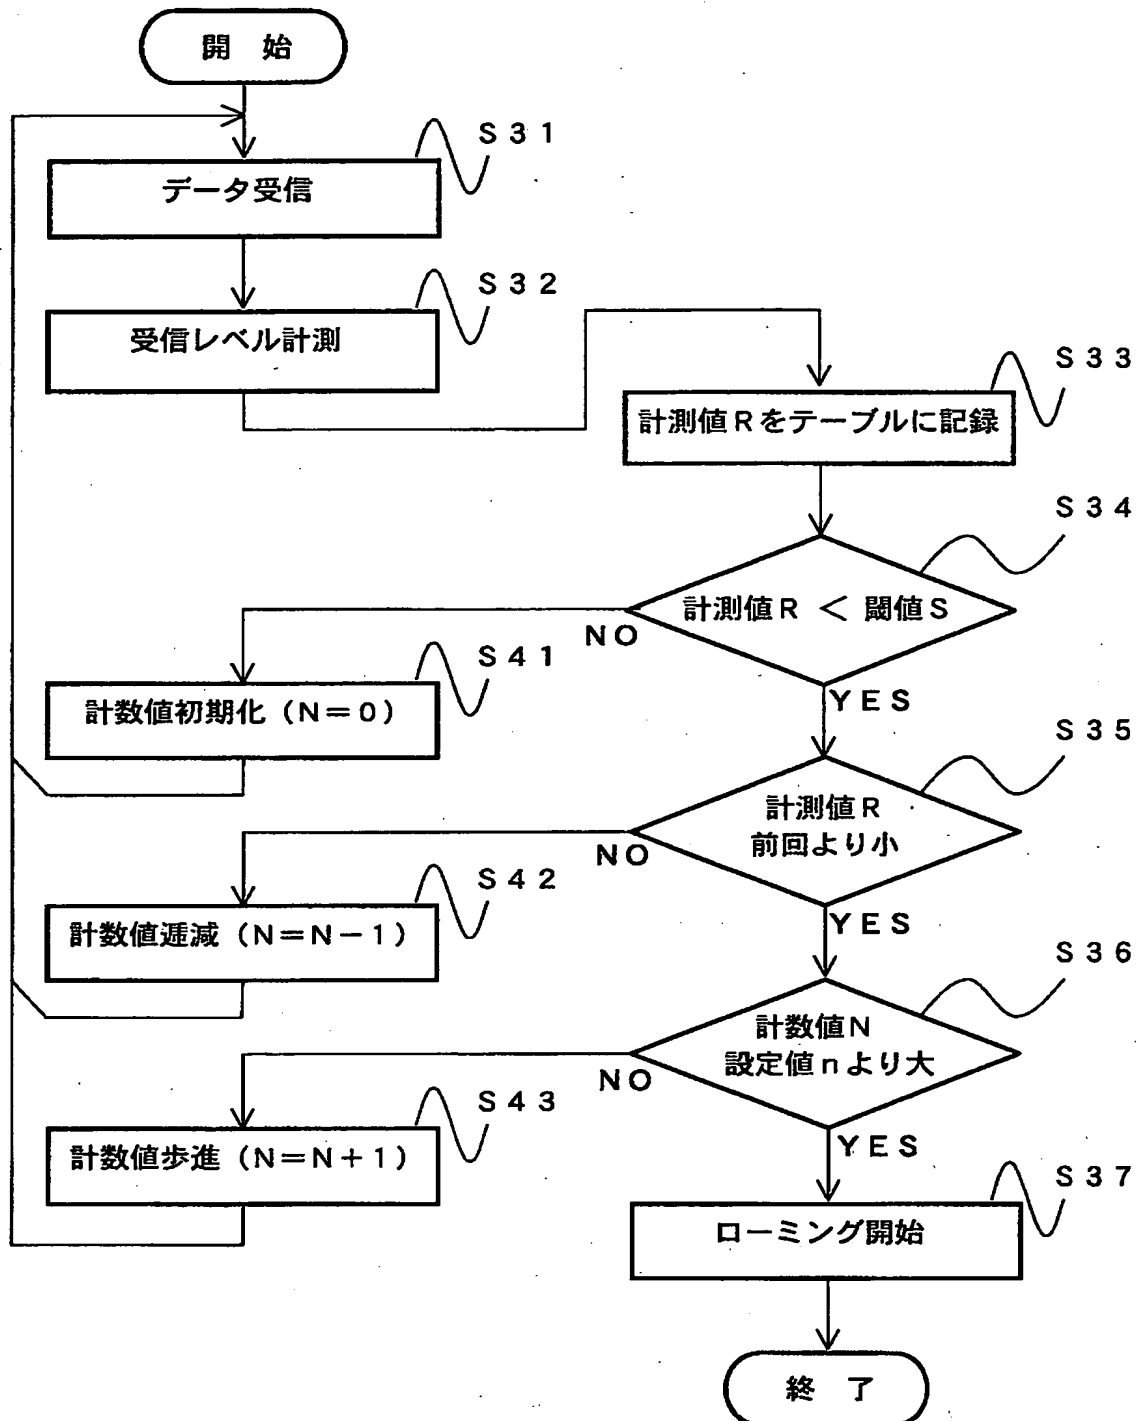 開 始
S31
データ受信
S32
受信レベル計測
S33
計測値Rをテーブルに記録
S34
計測値R < 閾値S
NO
YES
S41
計数値初期化(N=0)
S35
計測値R
前回より小
NO
YES
S42
計数値逓減(N=N-1)
S36
計数値N
設定値nより大
NO
YES
S43
計数値歩進(N=N+1)
S37
ローミング開始
終 了